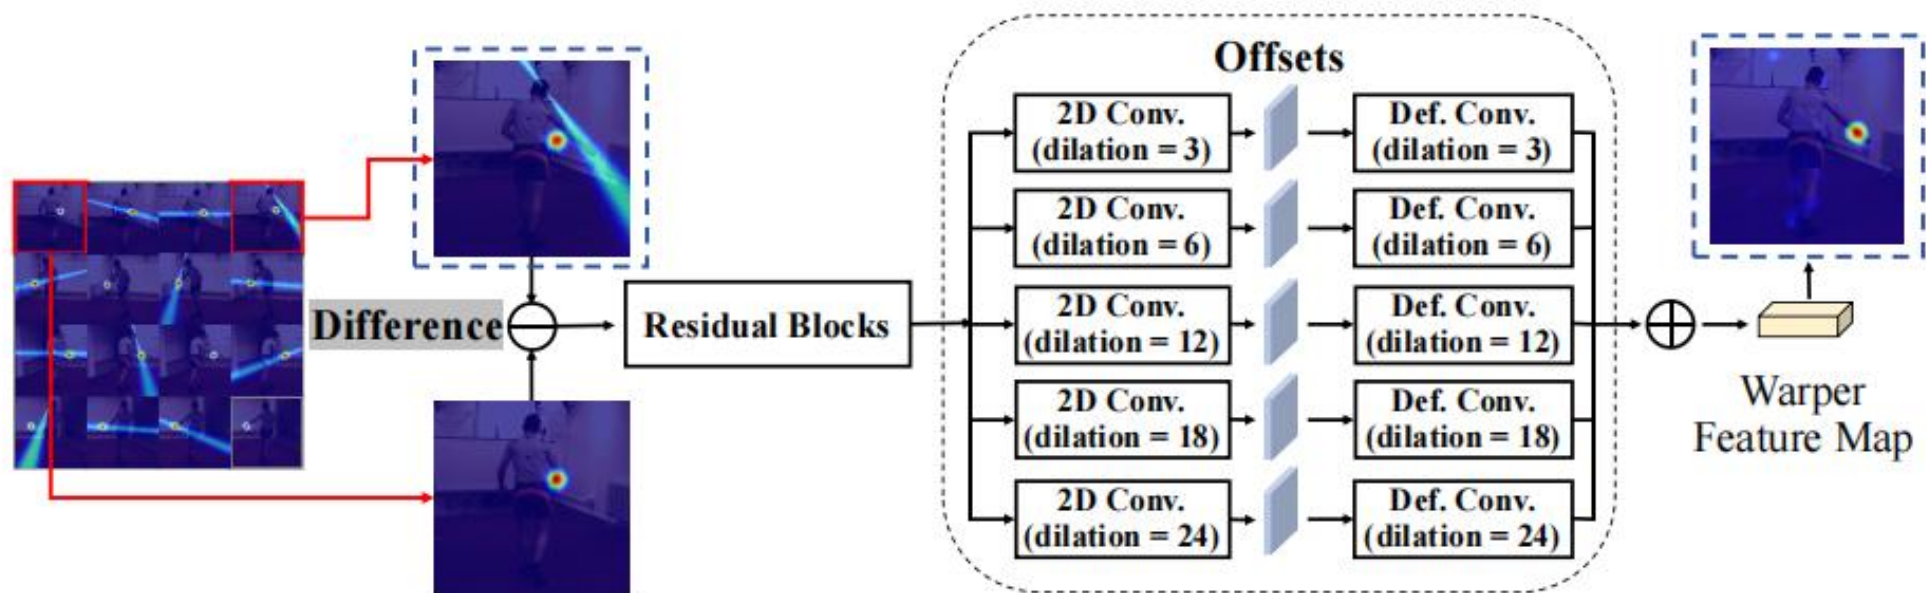 Offsets
2D Conv.
(dilation = 3)
Def. Conv.
(dilation = 3)
2D Conv.
(dilation = 6)
Def. Conv.
(dilation = 6)
Difference
Residual Blocks
2D Conv.
(dilation = 12)
Def. Conv.
(dilation = 12)
2D Conv.
(dilation = 18)
Def. Conv.
(dilation = 18)
2D Conv.
(dilation = 24)
Def. Conv.
(dilation = 24)
Warper
Feature Map